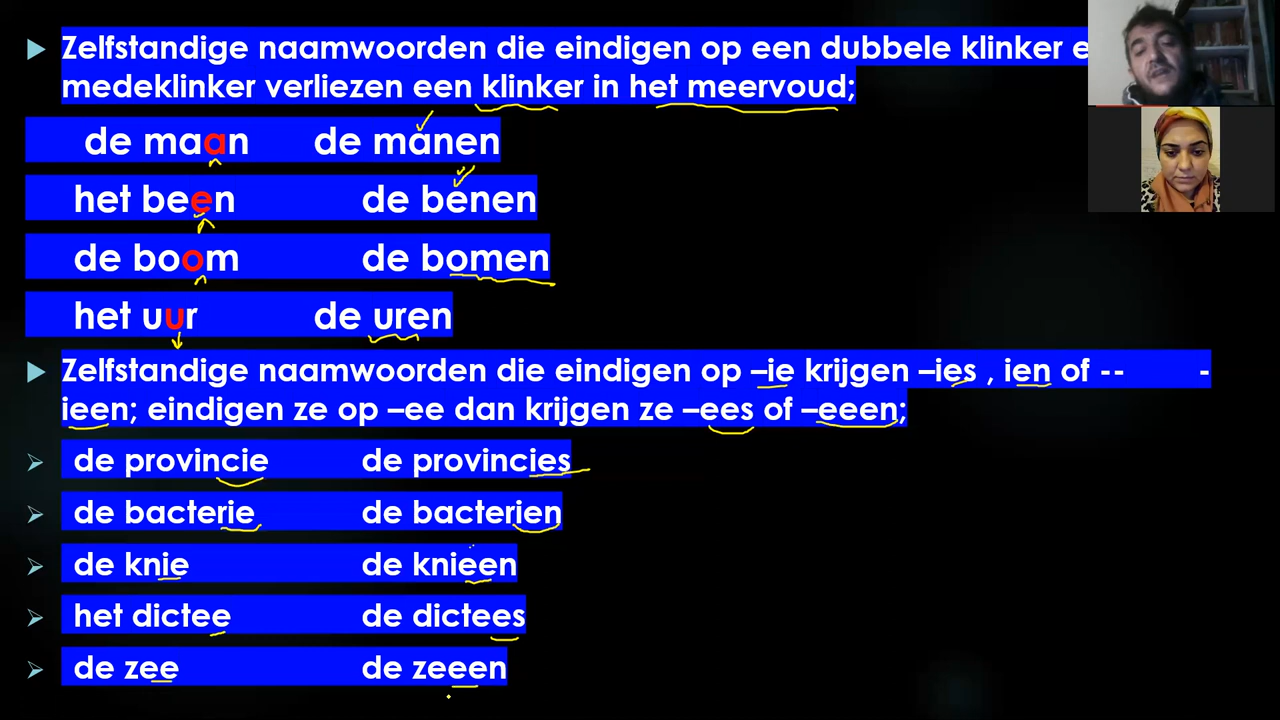 Zelfstandige naamwoorden die eindigen op een dubbele klinker
medeklinker verliezen een klinker in het meervoud;
de maan de manen
het been de benen
de boom de bomen
het uur de uren
Zelfstandige naamwoorden die eindigen op –ie krijgen –ies , ien of -- -
ieen; eindigen ze op –ee dan krijgen ze –ees of –eeen;
de provincie de provincies
de bacterie de bacterien
de knie de knieen
het dictee de dictees
de zee de zeeen